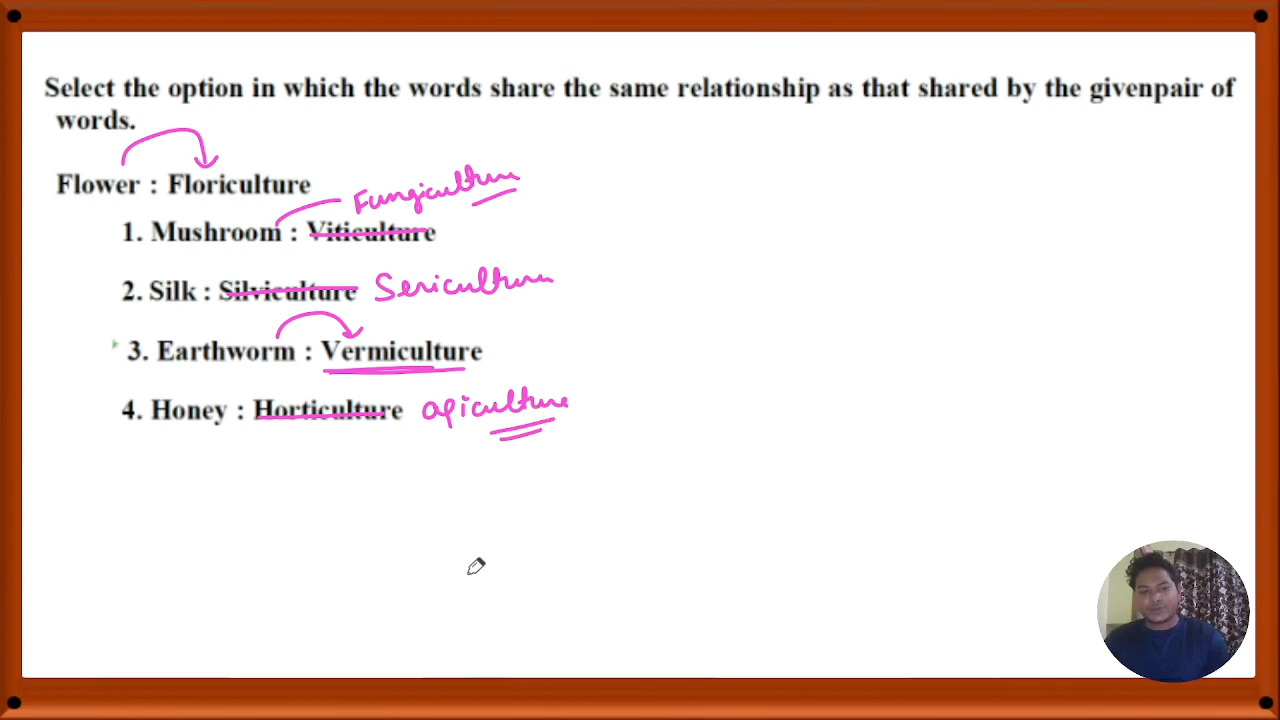 Select the option in which the words share the same relationship as that shared by the givenpair of
words.
Flower : Floriculture
Fungiculture
1. Mushroom : Viticulture
2. Silk : Silviculture Sericulture
3. Earthworm : Vermiculture
4. Honey : Horticulture apiculture